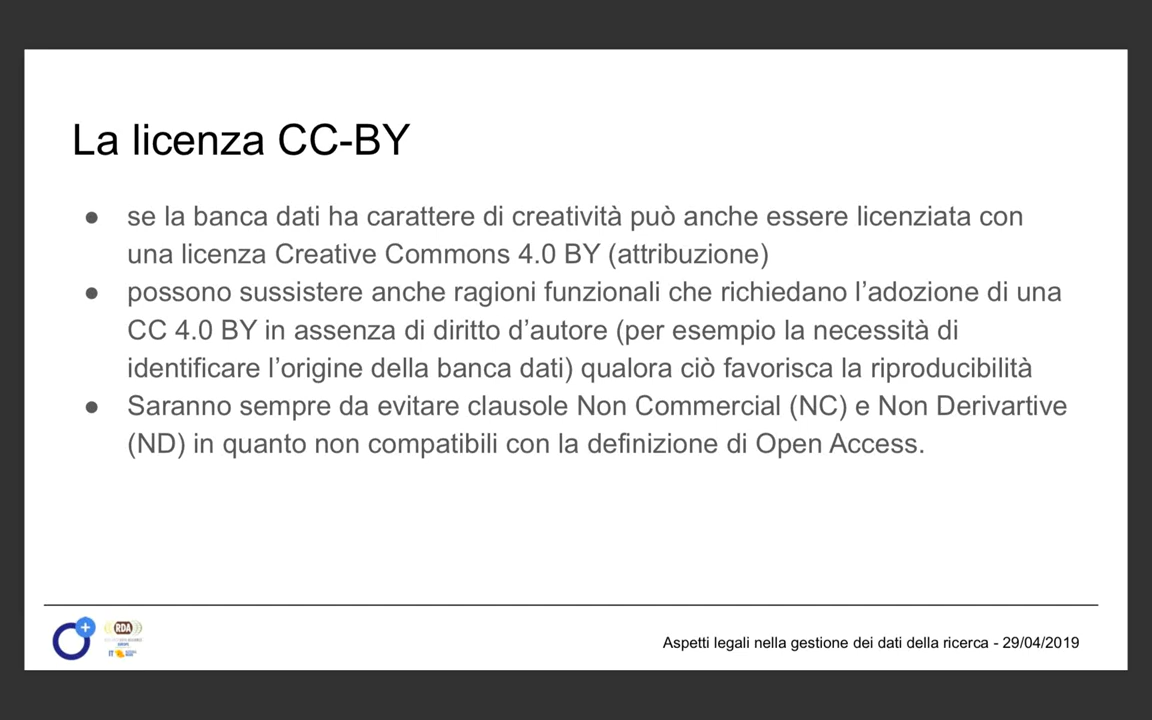 La licenza CC-BY
● se la banca dati ha carattere di creatività può anche essere licenziata con
una licenza Creative Commons 4.0 BY (attribuzione)
● possono sussistere anche ragioni funzionali che richiedano l’adozione di una
CC 4.0 BY in assenza di diritto d’autore (per esempio la necessità di
identificare l’origine della banca dati) qualora ciò favorisca la riproducibilità
● Saranno sempre da evitare clausole Non Commercial (NC) e Non Derivartive
(ND) in quanto non compatibili con la definizione di Open Access.
RDA
IT
Aspetti legali nella gestione dei dati della ricerca - 29/04/2019